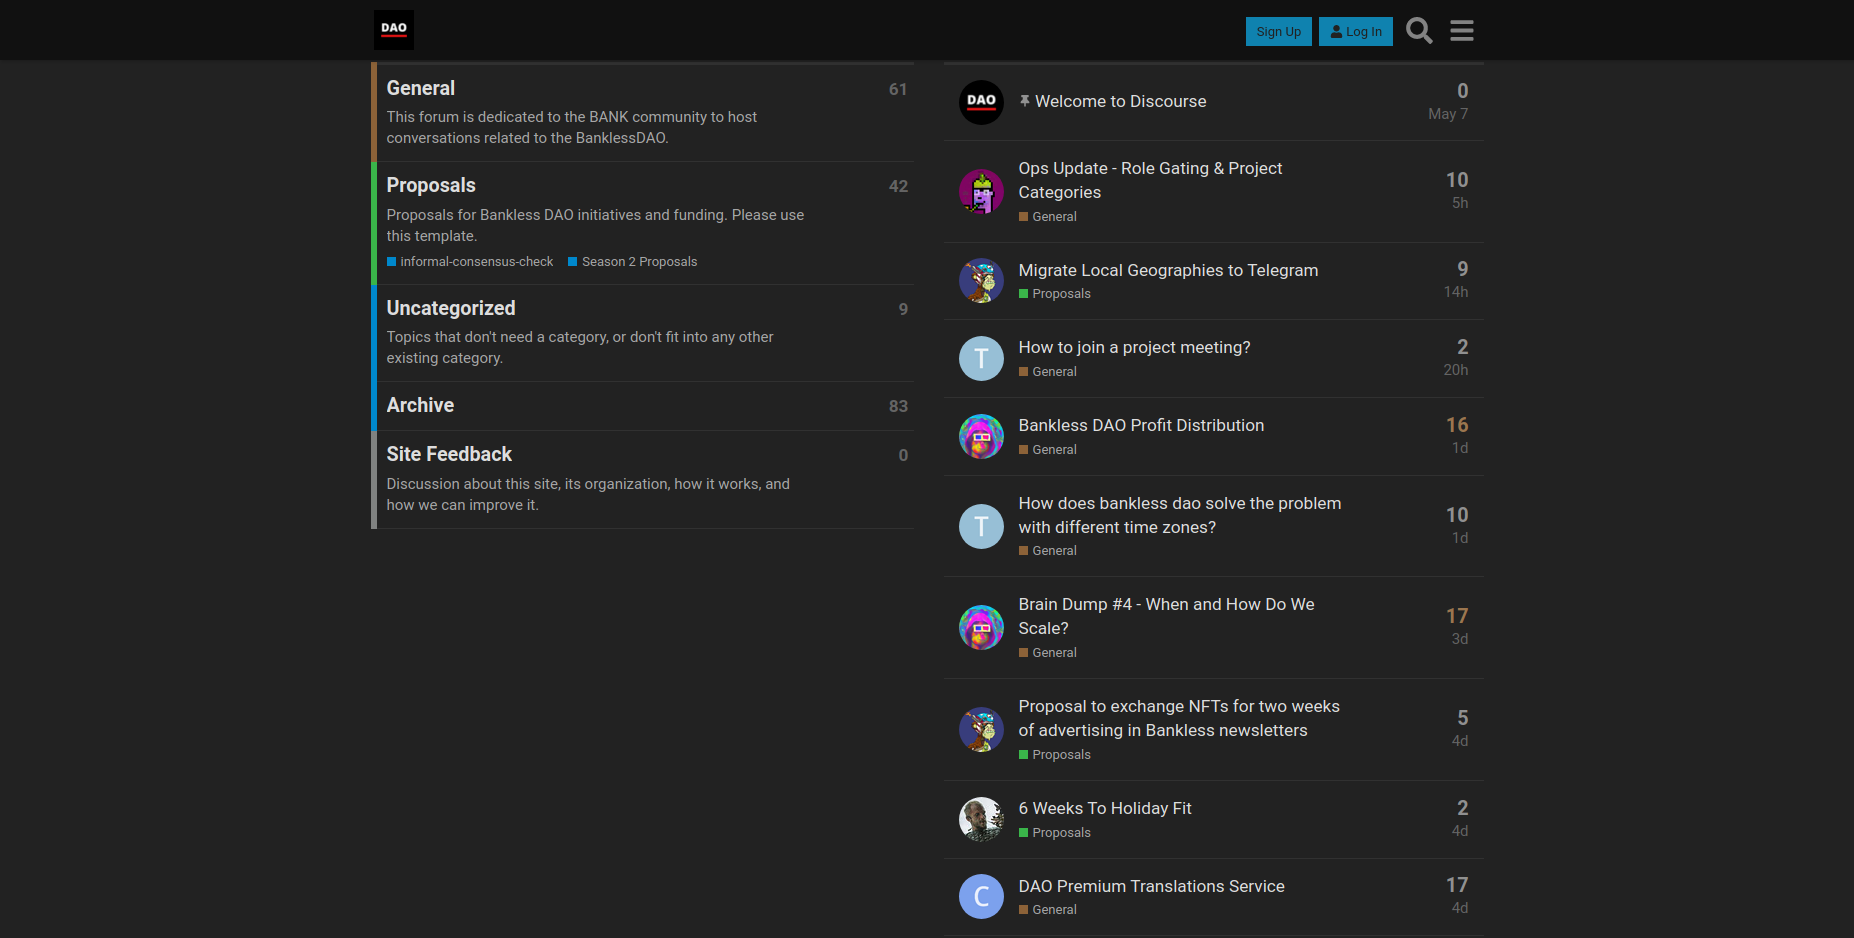 DAO
Sign Up
Log In
General
61
This forum is dedicated to the BANK community to host
conversations related to the BanklessDAO.
Proposals
42
Proposals for Bankless DAO initiatives and funding. Please use
this template.
informal-consensus-check
Season 2 Proposals
Uncategorized
9
Topics that don't need a category, or don't fit into any other
existing category.
Archive
83
Site Feedback
0
Discussion about this site, its organization, how it works, and
how we can improve it.
DAO
Welcome to Discourse
0
May 7
Ops Update - Role Gating & Project
Categories
General
10
5h
Migrate Local Geographies to Telegram
Proposals
9
14h
T
How to join a project meeting?
General
2
20h
Bankless DAO Profit Distribution
General
16
1d
T
How does bankless dao solve the problem
with different time zones?
General
10
1d
Brain Dump #4 - When and How Do We
Scale?
General
17
3d
Proposal to exchange NFTs for two weeks
of advertising in Bankless newsletters
Proposals
5
4d
6 Weeks To Holiday Fit
Proposals
2
4d
C
DAO Premium Translations Service
General
17
4d